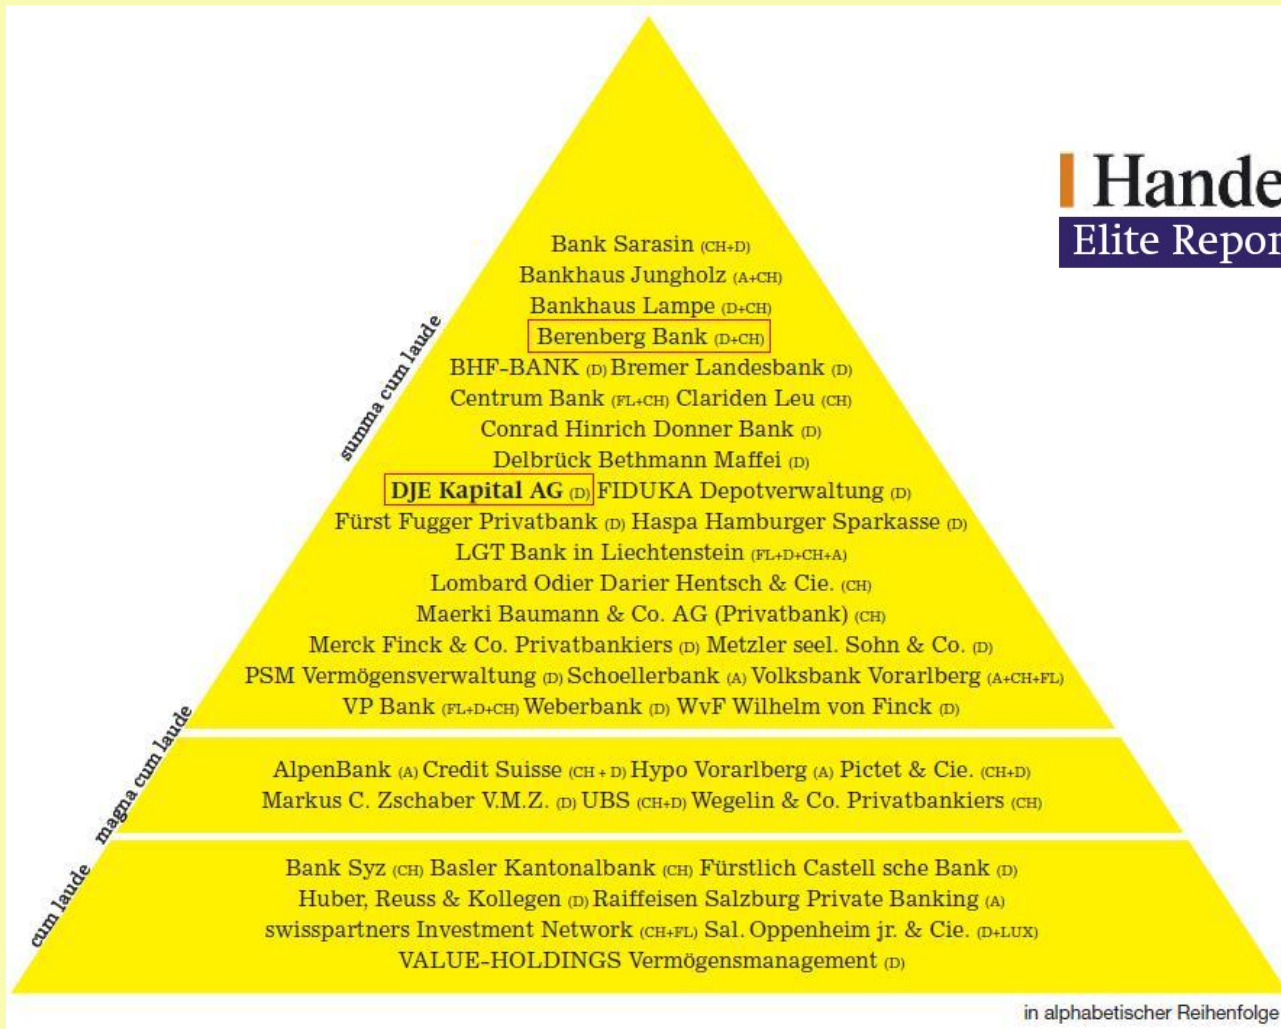 Hande
Elite Repor
summa cum laude
Bank Sarasin (CH+D)
Bankhaus Jungholz (A+CH)
Bankhaus Lampe (D+CH)
Berenberg Bank (D+CH)
BHF-BANK (D) Bremer Landesbank (D)
Centrum Bank (FL+CH) Clariden Leu (CH)
Conrad Hinrich Donner Bank (D)
Delbrück Bethmann Maffei (D)
DJE Kapital AG (D) FIDUKA Depotverwaltung (D)
Fürst Fugger Privatbank (D) Haspa Hamburger Sparkasse (D)
LGT Bank in Liechtenstein (FL+D+CH+A)
Lombard Odier Darier Hentsch & Cie. (CH)
Maerki Baumann & Co. AG (Privatbank) (CH)
Merck Finck & Co. Privatbankiers (D) Metzler seel. Sohn & Co. (D)
PSM Vermögensverwaltung (D) Schoellerbank (A) Volksbank Vorarlberg (A+CH+FL)
VP Bank (FL+D+CH) Weberbank (D) WvF Wilhelm von Finck (D)
magna cum laude
AlpenBank (A) Credit Suisse (CH + D) Hypo Vorarlberg (A) Pictet & Cie. (CH+D)
Markus C. Zschaber V.M.Z. (D) UBS (CH+D) Wegelin & Co. Privatbankiers (CH)
cum laude
Bank Syz (CH) Basler Kantonalbank (CH) Fürstlich Castell sche Bank (D)
Huber, Reuss & Kollegen (D) Raiffeisen Salzburg Private Banking (A)
swisspartners Investment Network (CH+FL) Sal. Oppenheim jr. & Cie. (D+LUX)
VALUE-HOLDINGS Vermögensmanagement (D)
in alphabetischer Reihenfolge